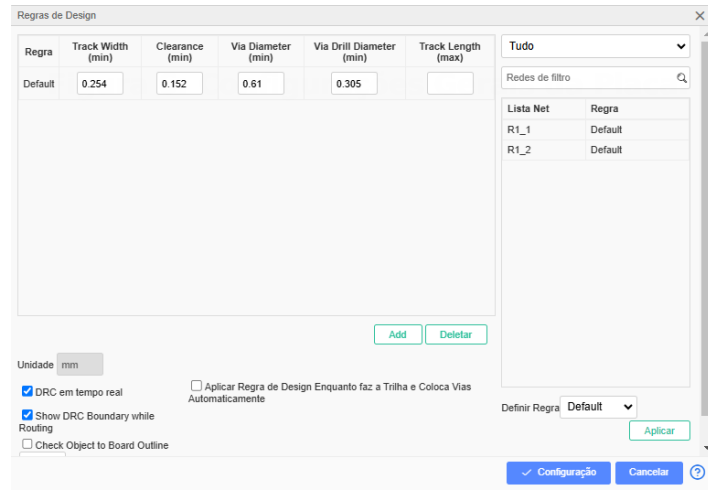 Regras de Design
Regra Track Width (min) Clearance (min) Via Diameter (min) Via Drill Diameter (min) Track Length (max)
Default 0.254 0.152 0.61 0.305
Add Deletar
Unidade mm
DRC em tempo real
Show DRC Boundary while
Routing
Check Object to Board Outline
Aplicar Regra de Design Enquanto faz a Trilha e Coloca Vias
Automaticamente
Tudo
Redes de filtro
Lista Net Regra
R1_1 Default
R1_2 Default
Definir Regra Default
Aplicar
Configuração Cancelar ?